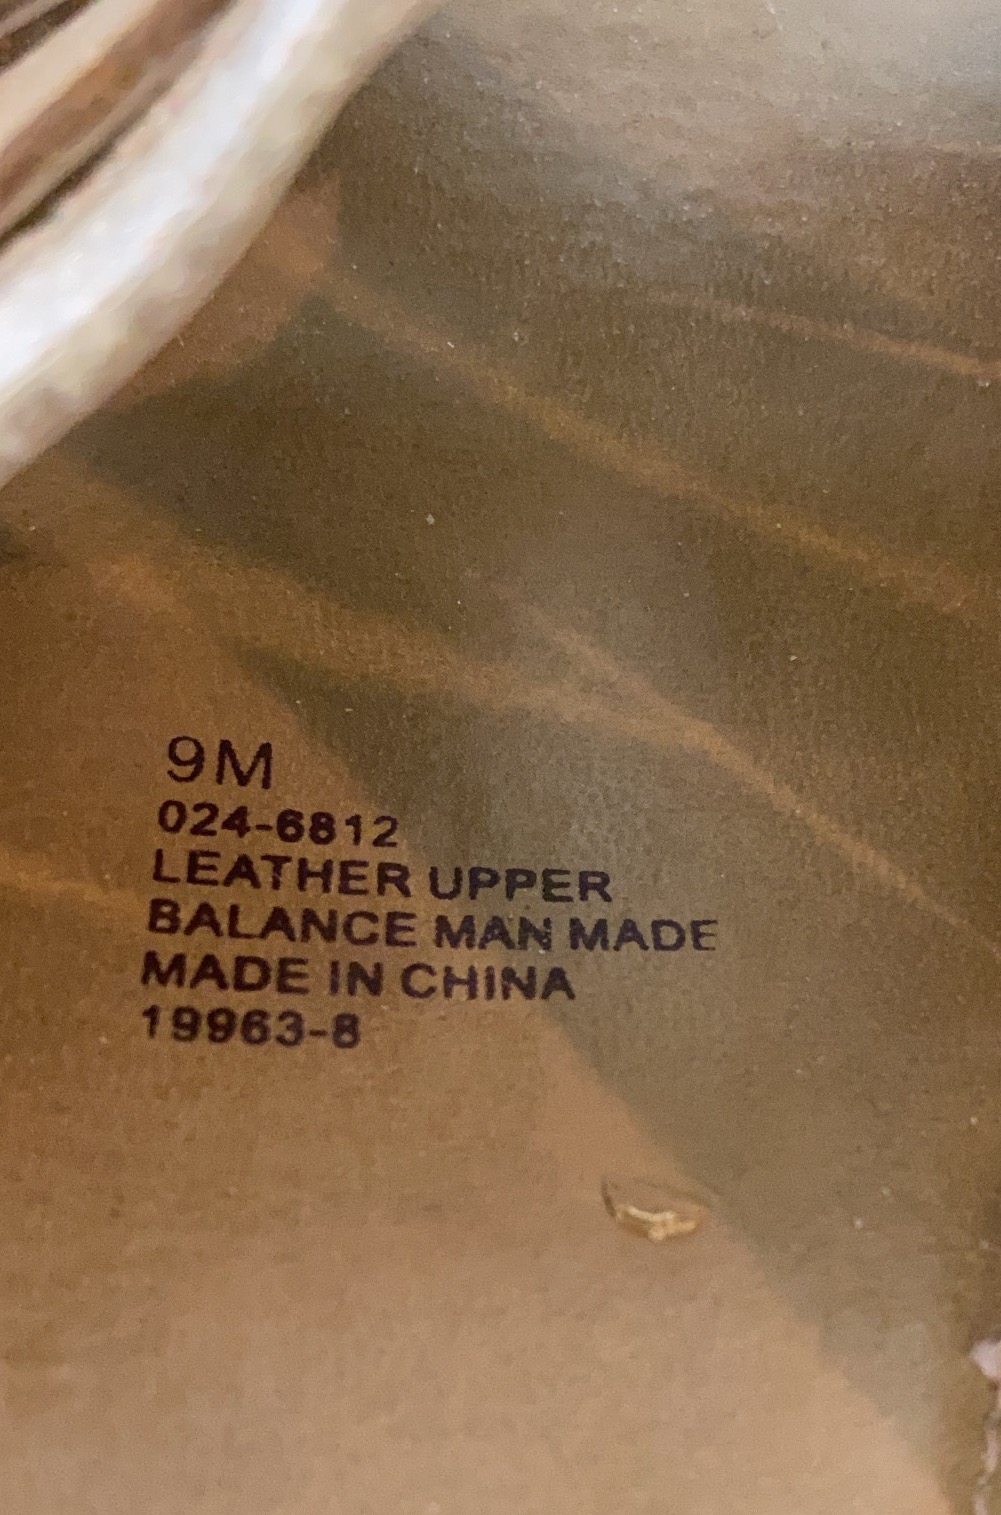 9M
024-6812
LEATHER UPPER
BALANCE MAN MADE
MADE IN CHINA
19963-8